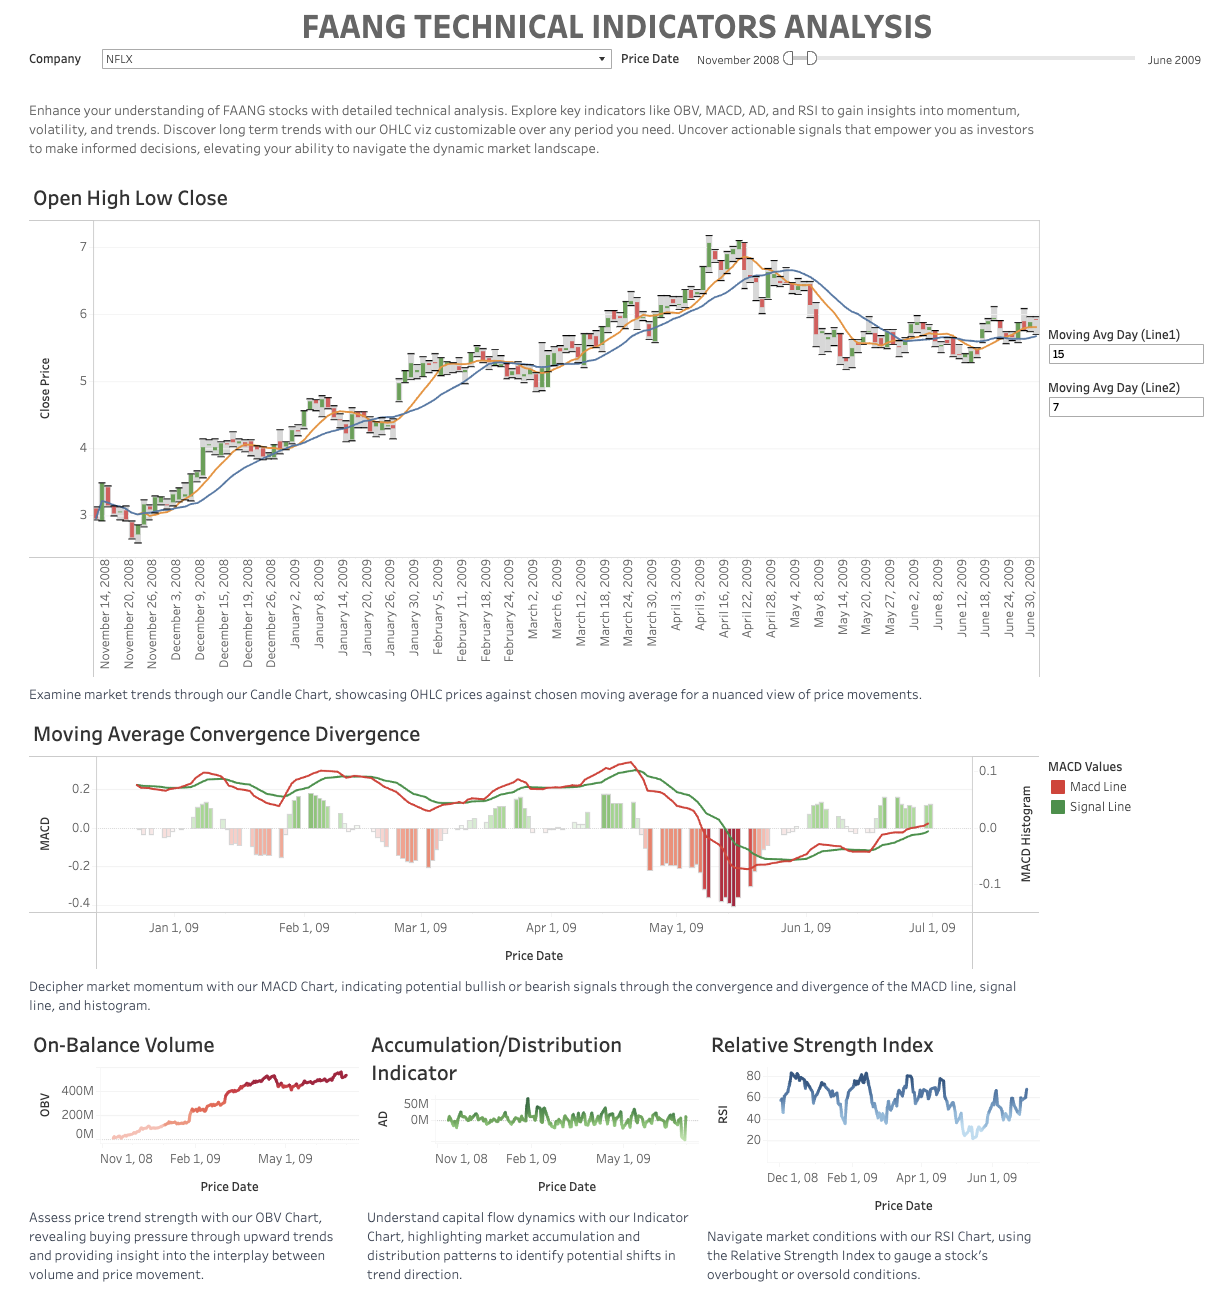 FAANG TECHNICAL INDICATORS ANALYSIS
Company NFLX Price Date November 2008 June 2009
Enhance your understanding of FAANG stocks with detailed technical analysis. Explore key indicators like OBV, MACD, AD, and RSI to gain insights into momentum,
volatility, and trends. Discover long term trends with our OHLC viz customizable over any period you need. Uncover actionable signals that empower you as investors
to make informed decisions, elevating your ability to navigate the dynamic market landscape.
Open High Low Close
Close Price
7
6
5
4
3
November 14, 2008
November 20, 2008
November 26, 2008
December 3, 2008
December 9, 2008
December 15, 2008
December 19, 2008
December 26, 2008
January 2, 2009
January 8, 2009
January 14, 2009
January 20, 2009
January 26, 2009
January 30, 2009
February 5, 2009
February 11, 2009
February 18, 2009
February 24, 2009
March 2, 2009
March 6, 2009
March 12, 2009
March 18, 2009
March 24, 2009
March 30, 2009
April 3, 2009
April 9, 2009
April 16, 2009
April 22, 2009
April 28, 2009
May 4, 2009
May 8, 2009
May 14, 2009
May 20, 2009
May 27, 2009
June 2, 2009
June 8, 2009
June 12, 2009
June 18, 2009
June 24, 2009
June 30, 2009
Moving Avg Day (Line1)
15
Moving Avg Day (Line2)
7
Examine market trends through our Candle Chart, showcasing OHLC prices against chosen moving average for a nuanced view of price movements.
Moving Average Convergence Divergence
MACD
0.2
0.0
-0.2
-0.4
0.1
0.0
-0.1
MACD Histogram
Jan 1, 09 Feb 1, 09 Mar 1, 09 Apr 1, 09 May 1, 09 Jun 1, 09 Jul 1, 09
Price Date
MACD Values
Macd Line
Signal Line
Decipher market momentum with our MACD Chart, indicating potential bullish or bearish signals through the convergence and divergence of the MACD line, signal
line, and histogram.
On-Balance Volume
OBV
400M
200M
0M
Nov 1, 08 Feb 1, 09 May 1, 09
Price Date
Assess price trend strength with our OBV Chart,
revealing buying pressure through upward trends
and providing insight into the interplay between
volume and price movement.
Accumulation/Distribution
Indicator
AD
50M
0M
Nov 1, 08 Feb 1, 09 May 1, 09
Price Date
Understand capital flow dynamics with our Indicator
Chart, highlighting market accumulation and
distribution patterns to identify potential shifts in
trend direction.
Relative Strength Index
RSI
80
60
40
20
Dec 1, 08 Feb 1, 09 Apr 1, 09 Jun 1, 09
Price Date
Navigate market conditions with our RSI Chart, using
the Relative Strength Index to gauge a stock's
overbought or oversold conditions.